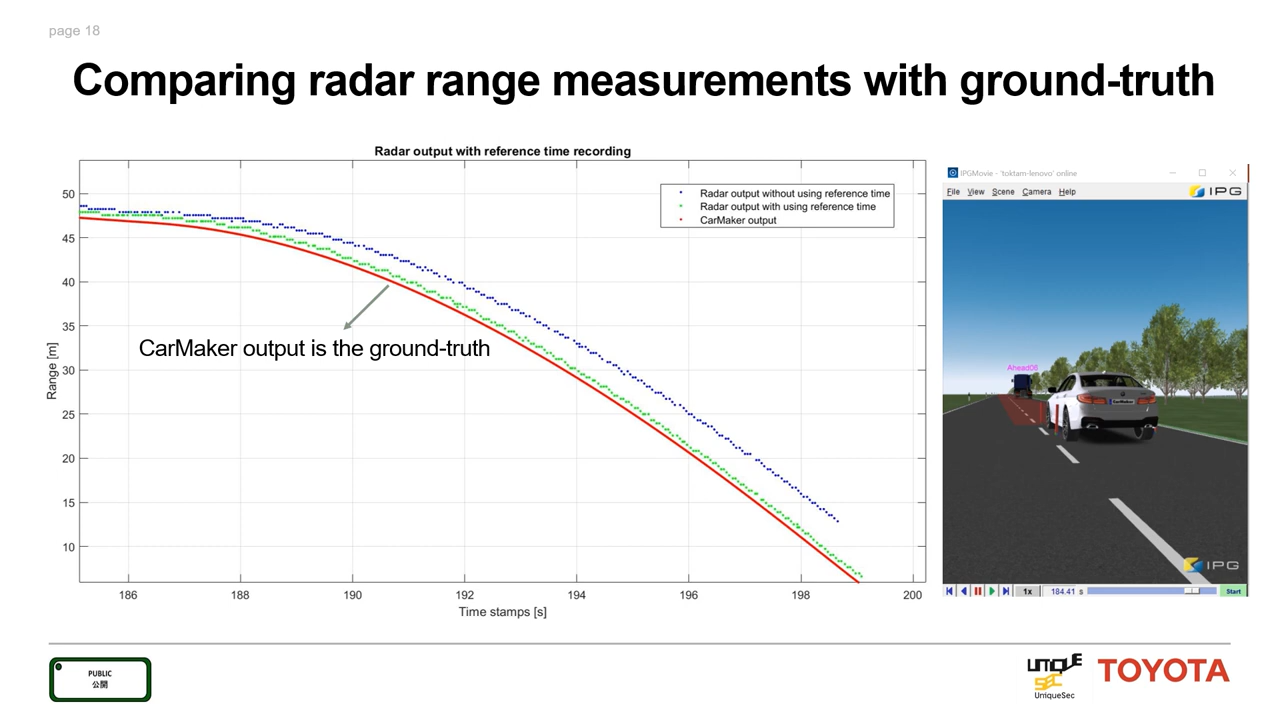 page 18
Comparing radar range measurements with ground-truth
Radar output with reference time recording
50
45
40
35
30
25
20
15
10
Range [m]
Radar output without using reference time
Radar output with using reference time
CarMaker output
CarMaker output is the ground-truth
186
188
190
192
194
196
198
200
Time stamps [s]
IPGMovie - 'toktam-lenovo' online
File View Scene Camera Help
IPG
Ahead06
CarMaker
IPG
1x 184.41 s Start
PUBLIC
公開
UNIQUE
SEC
UniqueSec
TOYOTA